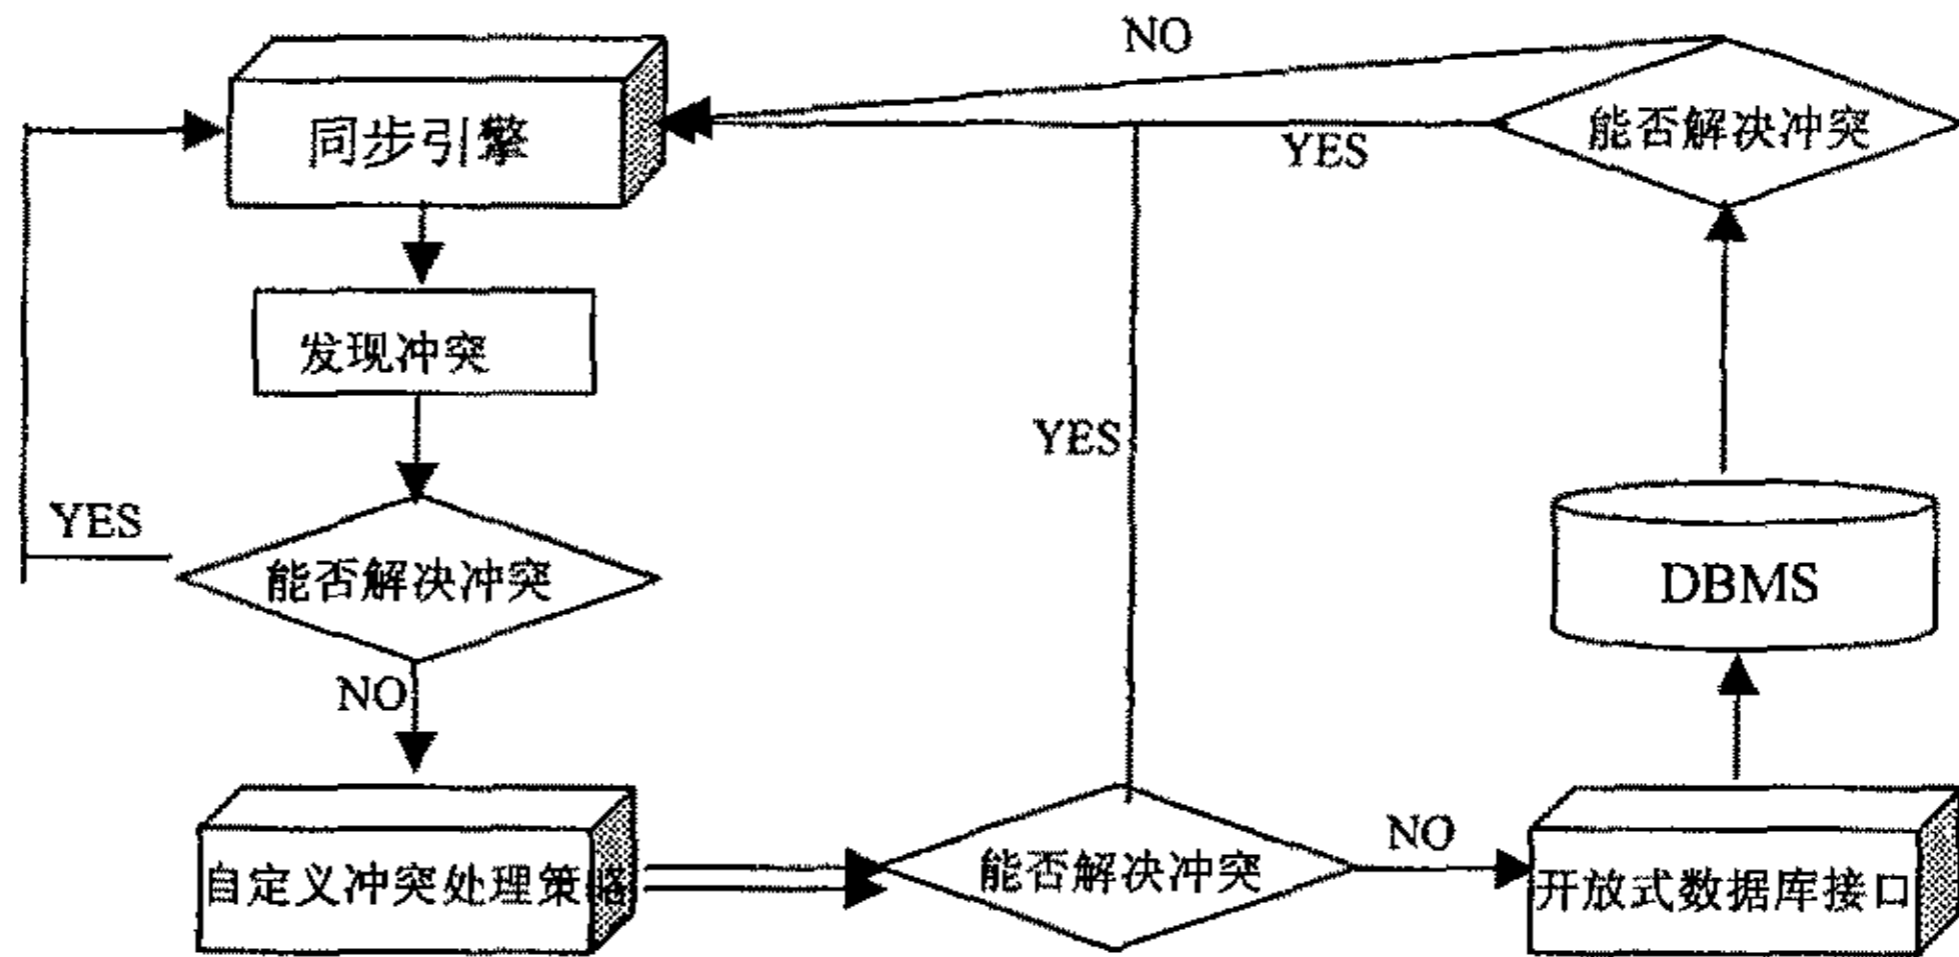 NO
同步引擎
能否解决冲突
YES
发现冲突
YES
YES
能否解决冲突
DBMS
NO
自定义冲突处理策略
能否解决冲突
NO
开放式数据库接口